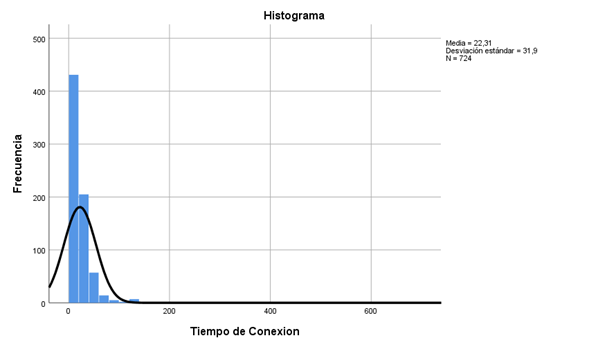 Histograma
Media = 22,31
Desviación estándar = 31,9
N = 724
Frecuencia
500
400
300
200
100
0
0
200
400
600
Tiempo de Conexion